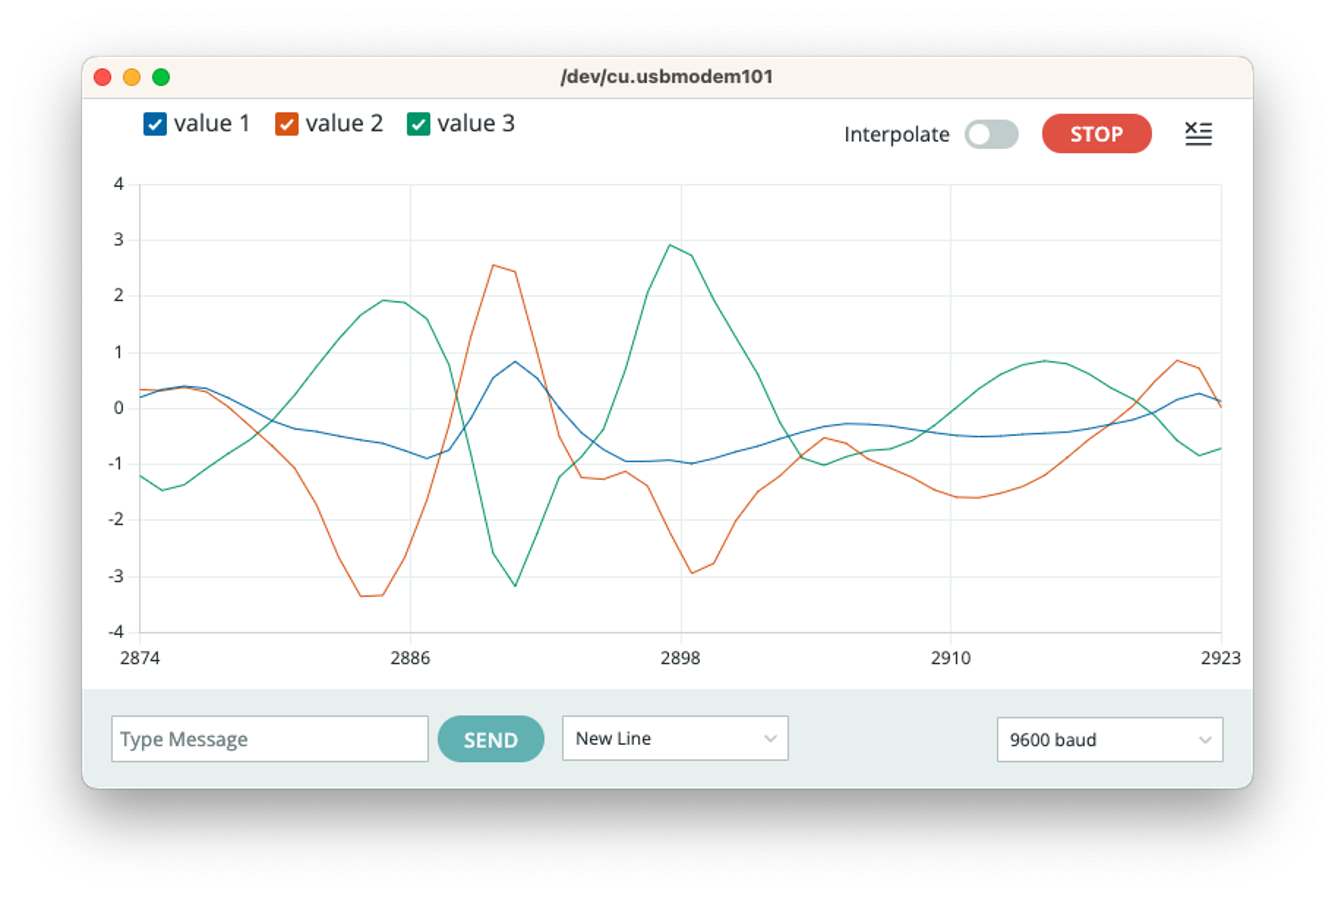 /dev/cu.usbmodem101
value 1 value 2 value 3
Interpolate STOP
4
3
2
1
0
-1
-2
-3
-4
2874 2886 2898 2910 2923
Type Message SEND New Line 9600 baud